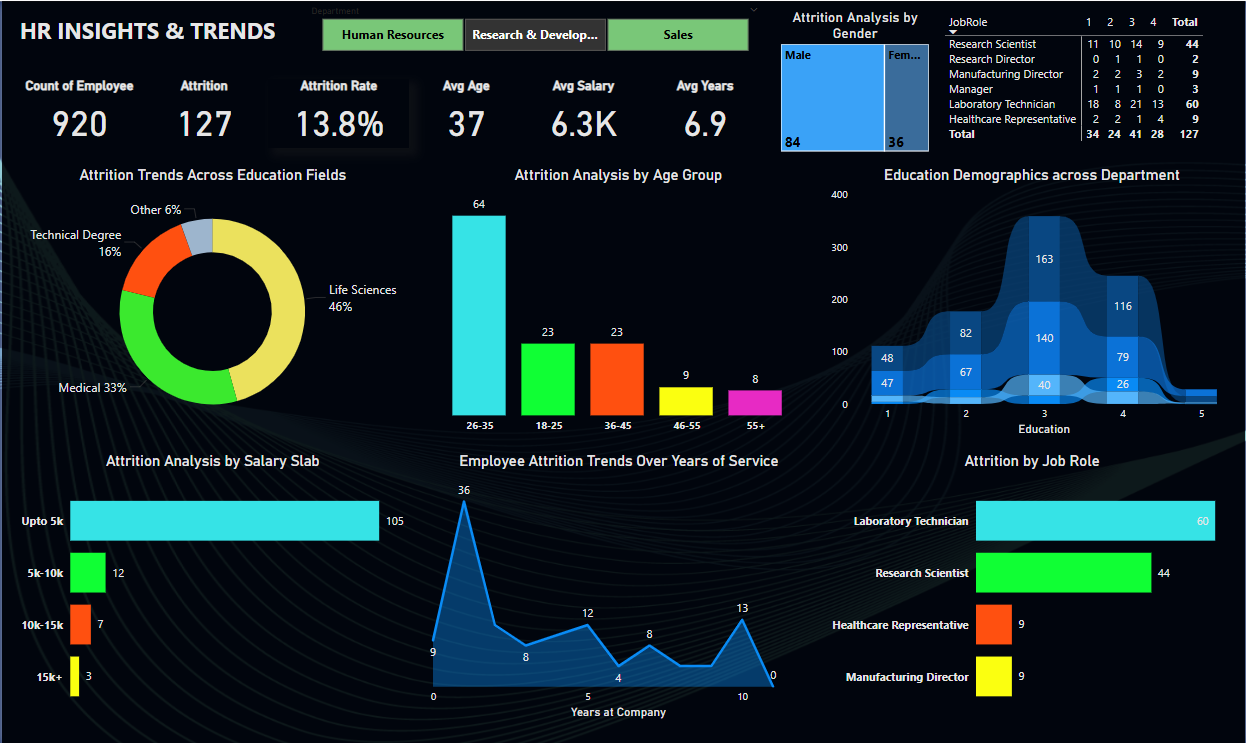 Department
HR INSIGHTS & TRENDS
Human Resources
Research & Develop...
Sales
Count of Employee
920
Attrition
127
Attrition Rate
13.8%
Avg Age
37
Avg Salary
6.3K
Avg Years
6.9
Attrition Analysis by
Gender
Male
84
Fem...
36
JobRole 1 2 3 4 Total
Research Scientist 11 10 14 9 44
Research Director 0 1 1 0 2
Manufacturing Director 2 2 3 2 9
Manager 1 1 1 0 3
Laboratory Technician 18 8 21 13 60
Healthcare Representative 2 2 1 4 9
Total 34 24 41 28 127
Attrition Trends Across Education Fields
Other 6%
Technical Degree
16%
Life Sciences
46%
Medical 33%
Attrition Analysis by Age Group
64
23
23
9
8
26-35
18-25
36-45
46-55
55+
Education Demographics across Department
400
300
200
100
0
48
47
82
67
163
140
40
116
79
26
1
2
3
4
5
Education
Attrition Analysis by Salary Slab
Upto 5k 105
5k-10k 12
10k-15k 7
15k+ 3
Employee Attrition Trends Over Years of Service
36
9
8
12
4
8
13
0
0
5
10
Years at Company
Attrition by Job Role
Laboratory Technician 60
Research Scientist 44
Healthcare Representative 9
Manufacturing Director 9